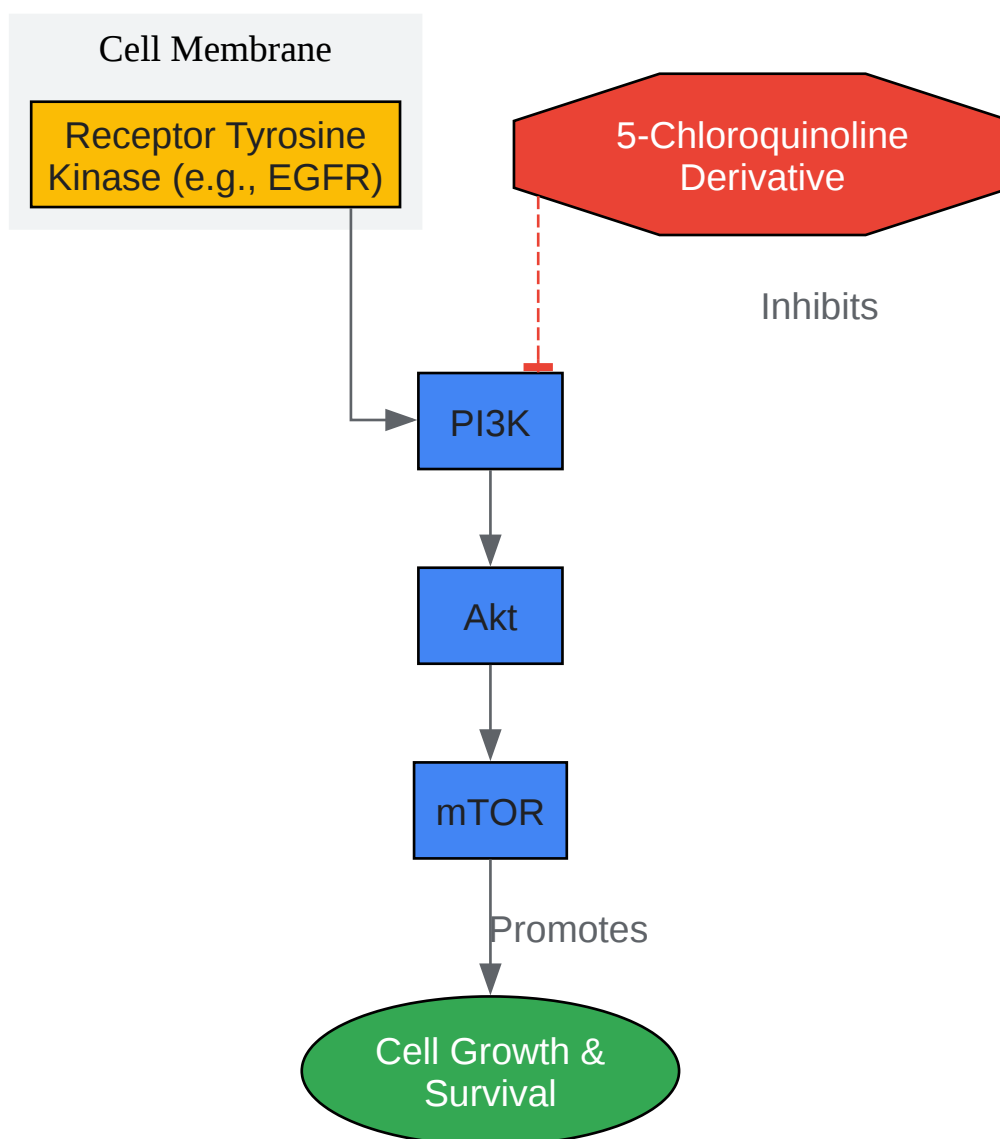 Cell Membrane
Receptor Tyrosine
Kinase (e.g., EGFR)
5-Chloroquinoline
Derivative
Inhibits
PI3K
Akt
mTOR
Promotes
Cell Growth &
Survival